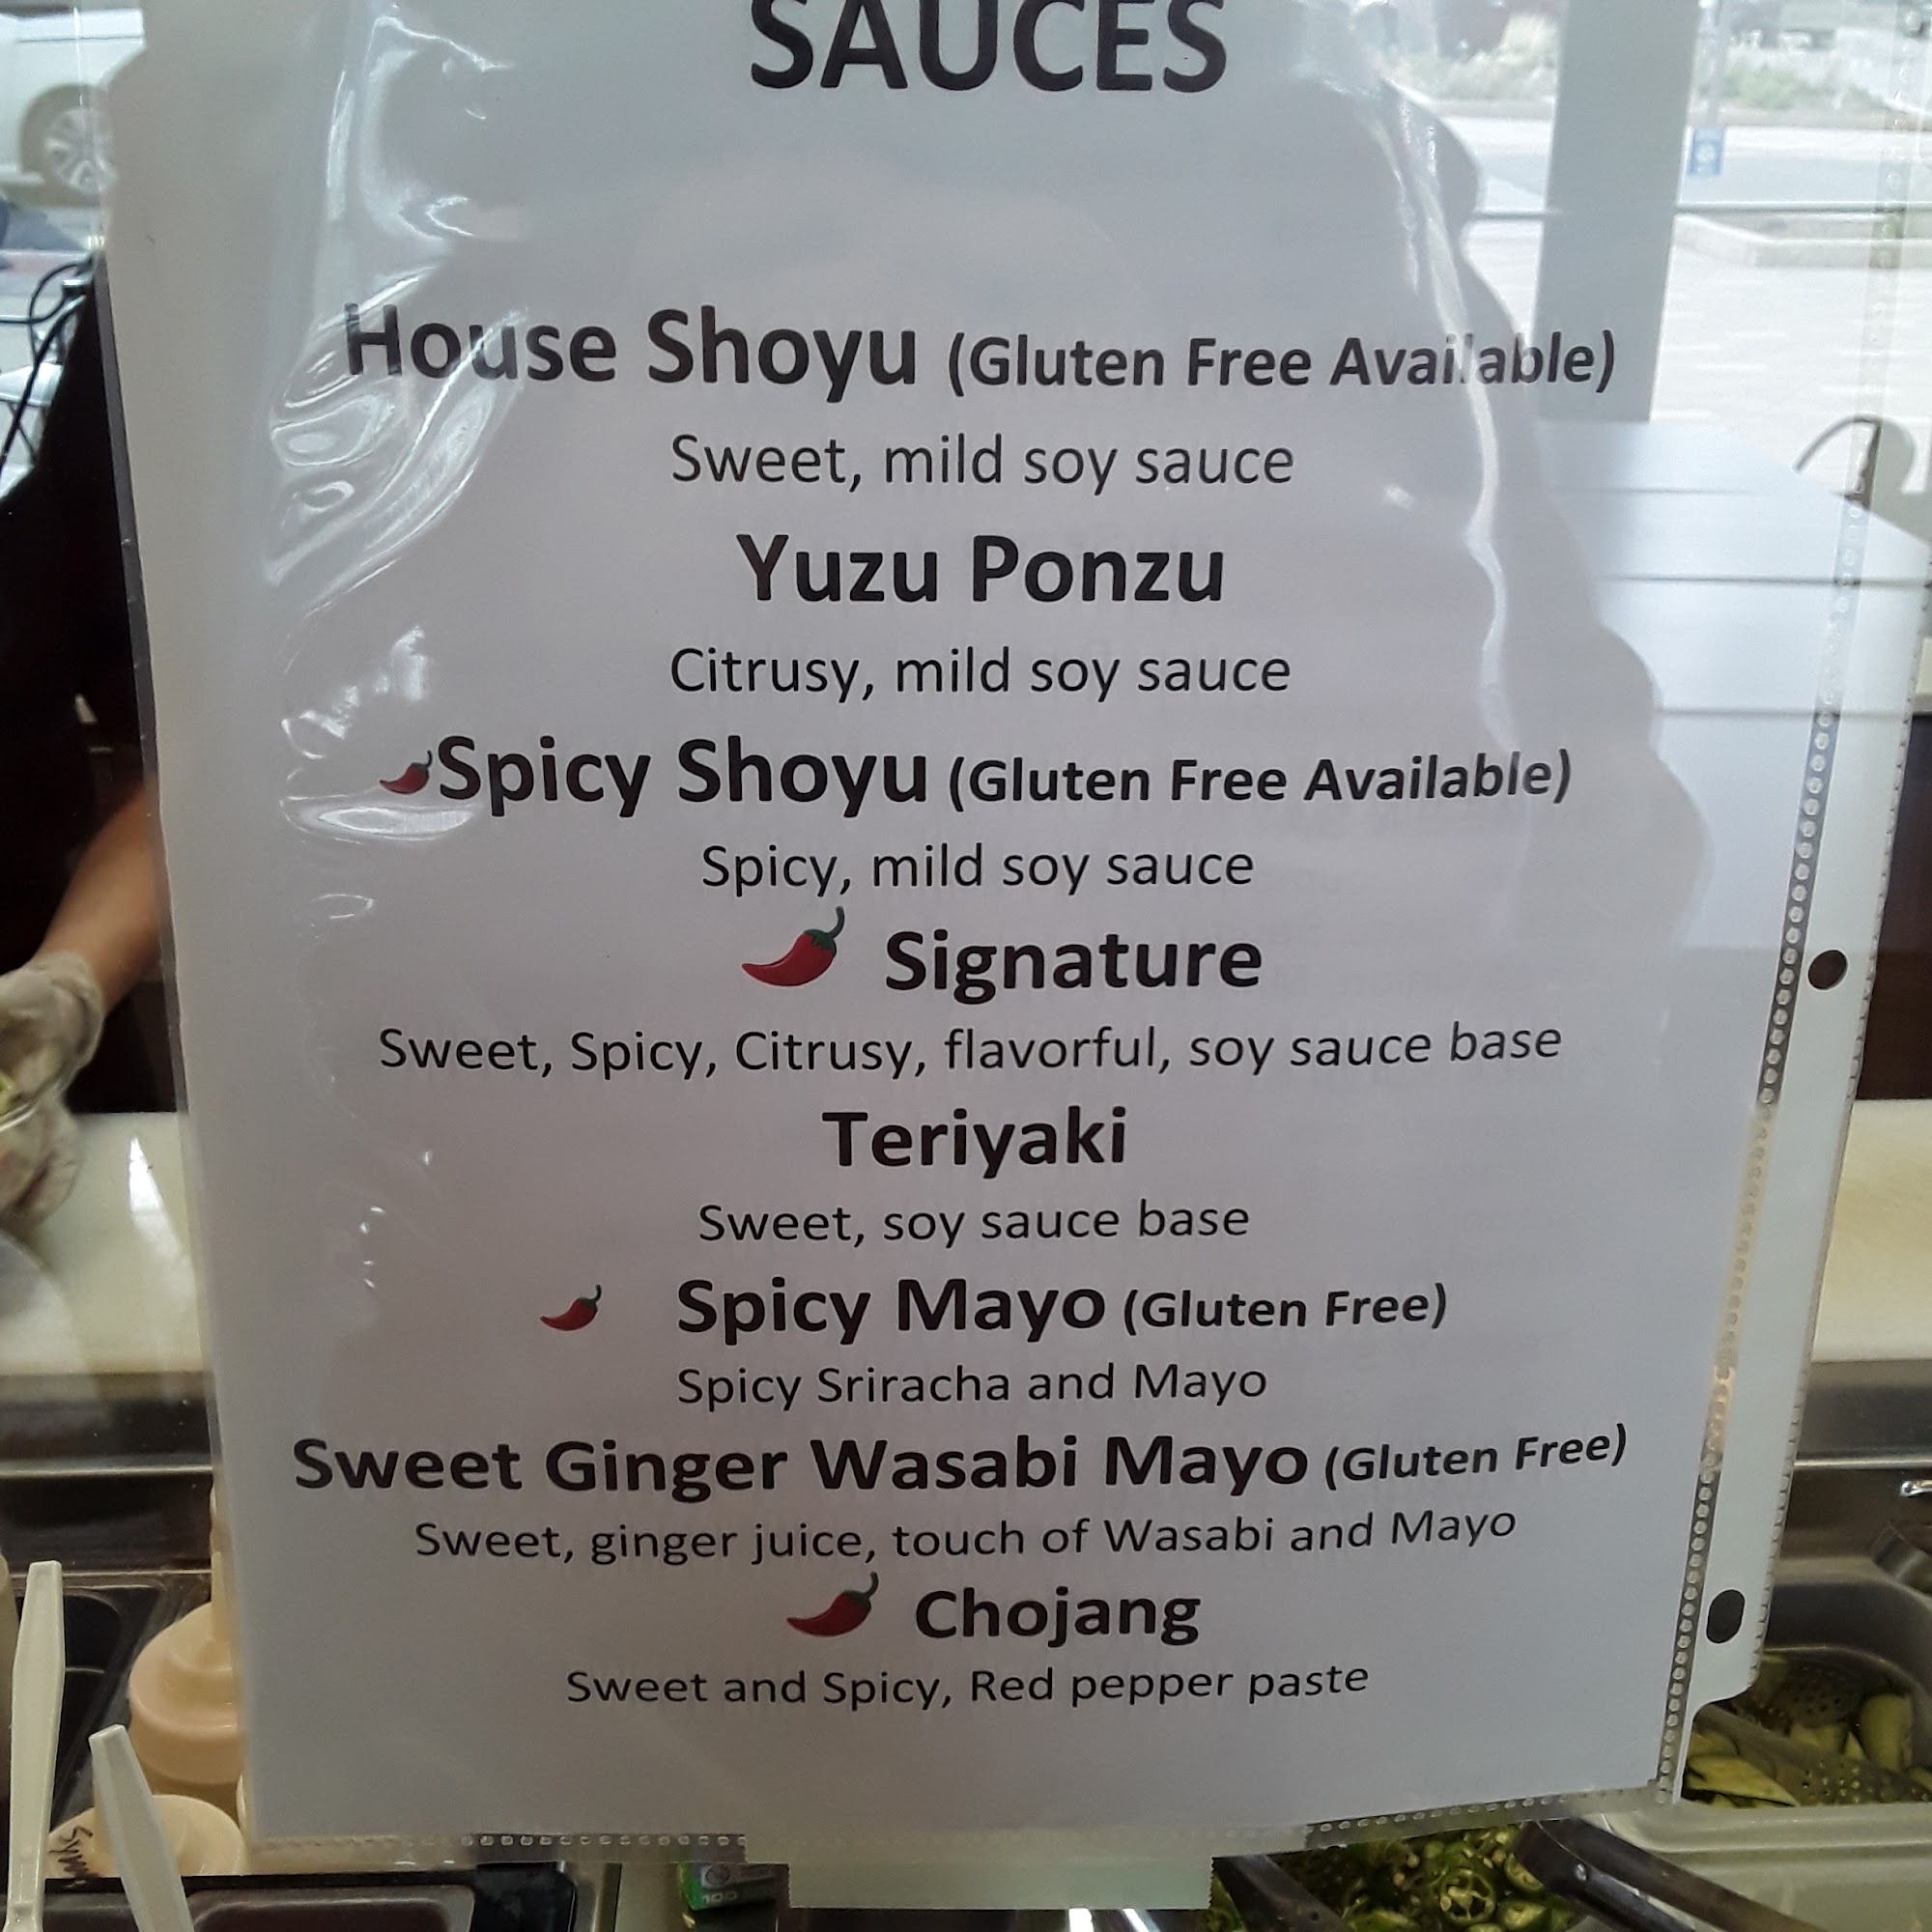 SAUCES
House Shoyu (Gluten Free Available)
Sweet, mild soy sauce
Yuzu Ponzu
Citrusy, mild soy sauce
Spicy Shoyu (Gluten Free Available)
Spicy, mild soy sauce
Signature
Sweet, Spicy, Citrusy, flavorful, soy sauce base
Teriyaki
Sweet, soy sauce base
Spicy Mayo (Gluten Free)
Spicy Sriracha and Mayo
Sweet Ginger Wasabi Mayo (Gluten Free)
Sweet, ginger juice, touch of Wasabi and Mayo
Chojang
Sweet and Spicy, Red pepper paste
100